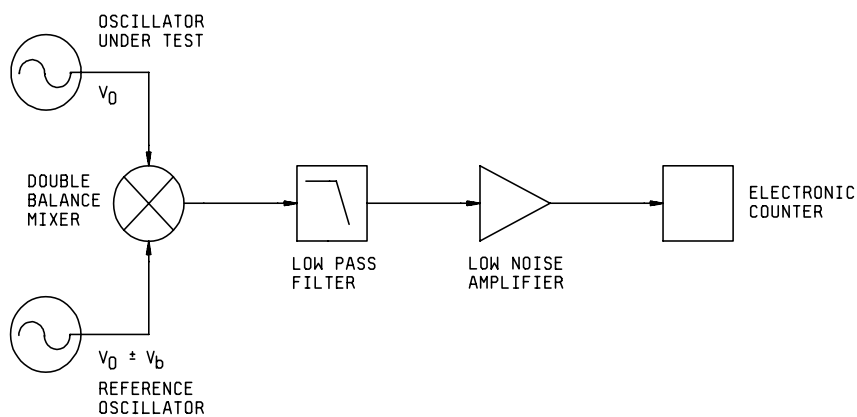 OSCILLATOR
UNDER TEST
V0
DOUBLE
BALANCE
MIXER
LOW PASS
FILTER
LOW NOISE
AMPLIFIER
ELECTRONIC
COUNTER
V0 ± Vb
REFERENCE
OSCILLATOR